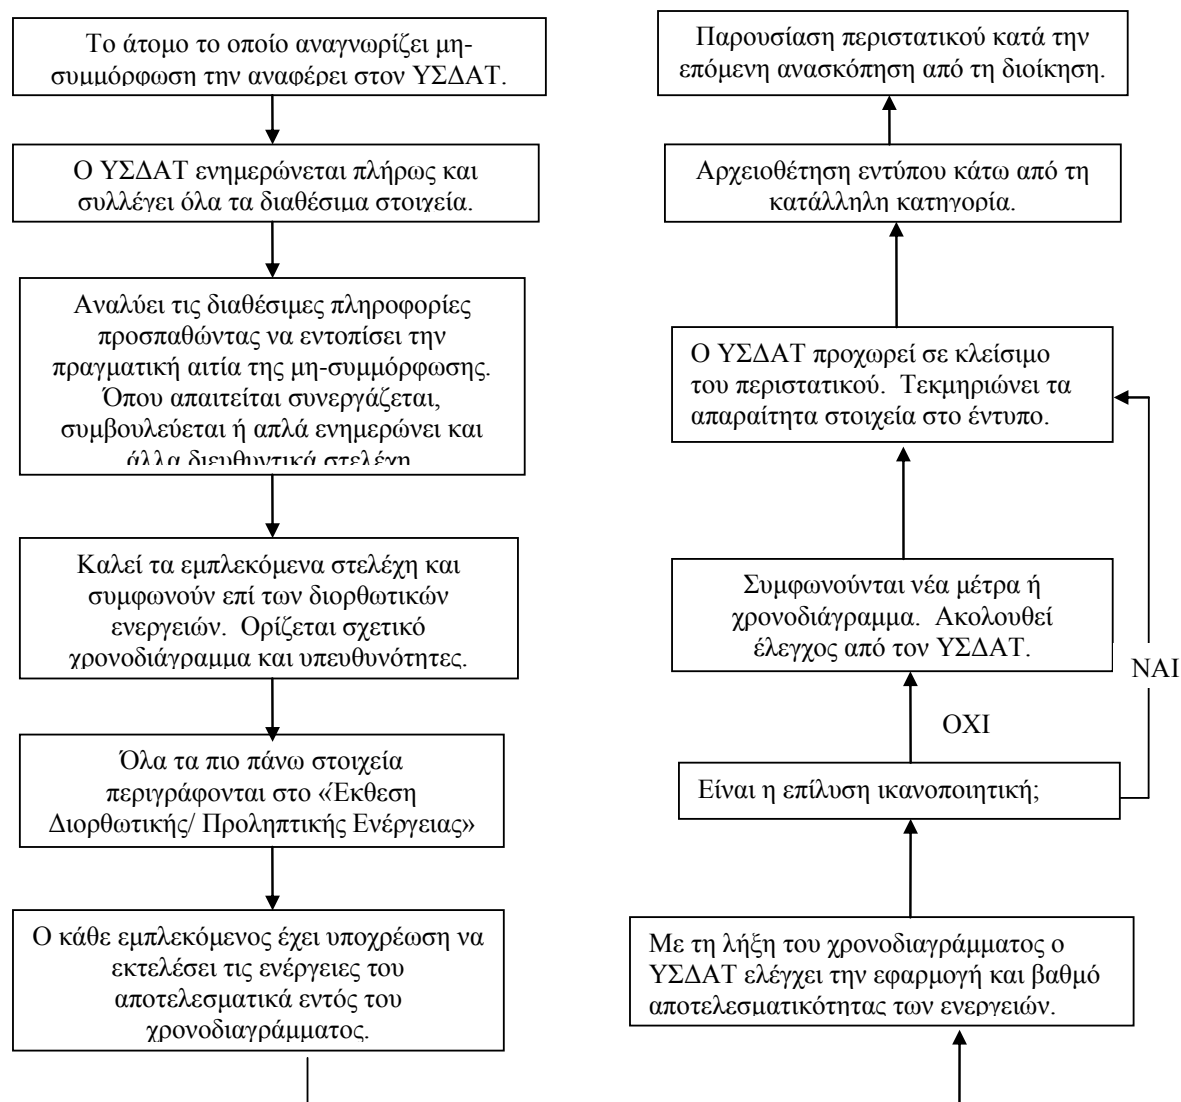 Το άτομο το οποίο αναγνωρίζει μη-
συμμόρφωση την αναφέρει στον ΥΣΔΑΤ.
Ο ΥΣΔΑΤ ενημερώνεται πλήρως και
συλλέγει όλα τα διαθέσιμα στοιχεία.
Αναλύει τις διαθέσιμες πληροφορίες
προσπαθώντας να εντοπίσει την
πραγματική αιτία της μη-συμμόρφωσης.
Όπου απαιτείται συνεργάζεται,
συμβουλεύεται ή απλά ενημερώνει και
άλλα διευθυντικά στελέχη
Καλεί τα εμπλεκόμενα στελέχη και
συμφωνούν επί των διορθωτικών
ενεργειών. Ορίζεται σχετικό
χρονοδιάγραμμα και υπευθυνότητες.
Όλα τα πιο πάνω στοιχεία
περιγράφονται στο «Έκθεση
Διορθωτικής/ Προληπτικής Ενέργειας»
Ο κάθε εμπλεκόμενος έχει υποχρέωση να
εκτελέσει τις ενέργειες του
αποτελεσματικά εντός του
χρονοδιαγράμματος.
Με τη λήξη του χρονοδιαγράμματος ο
ΥΣΔΑΤ ελέγχει την εφαρμογή και βαθμό
αποτελεσματικότητας των ενεργειών.
Είναι η επίλυση ικανοποιητική;
ΟΧΙ
ΝΑΙ
Συμφωνούνται νέα μέτρα ή
χρονοδιάγραμμα. Ακολουθεί
έλεγχος από τον ΥΣΔΑΤ.
Ο ΥΣΔΑΤ προχωρεί σε κλείσιμο
του περιστατικού. Τεκμηριώνει τα
απαραίτητα στοιχεία στο έντυπο.
Αρχειοθέτηση εντύπου κάτω από τη
κατάλληλη κατηγορία.
Παρουσίαση περιστατικού κατά την
επόμενη ανασκόπηση από τη διοίκηση.